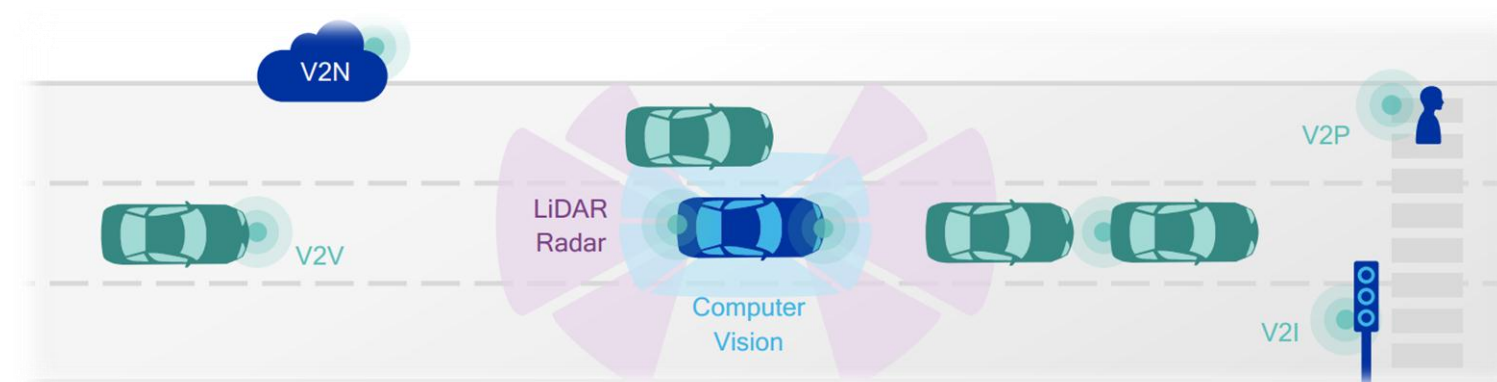 V2N
V2P
LiDAR
Radar
V2V
Computer
Vision
V2I